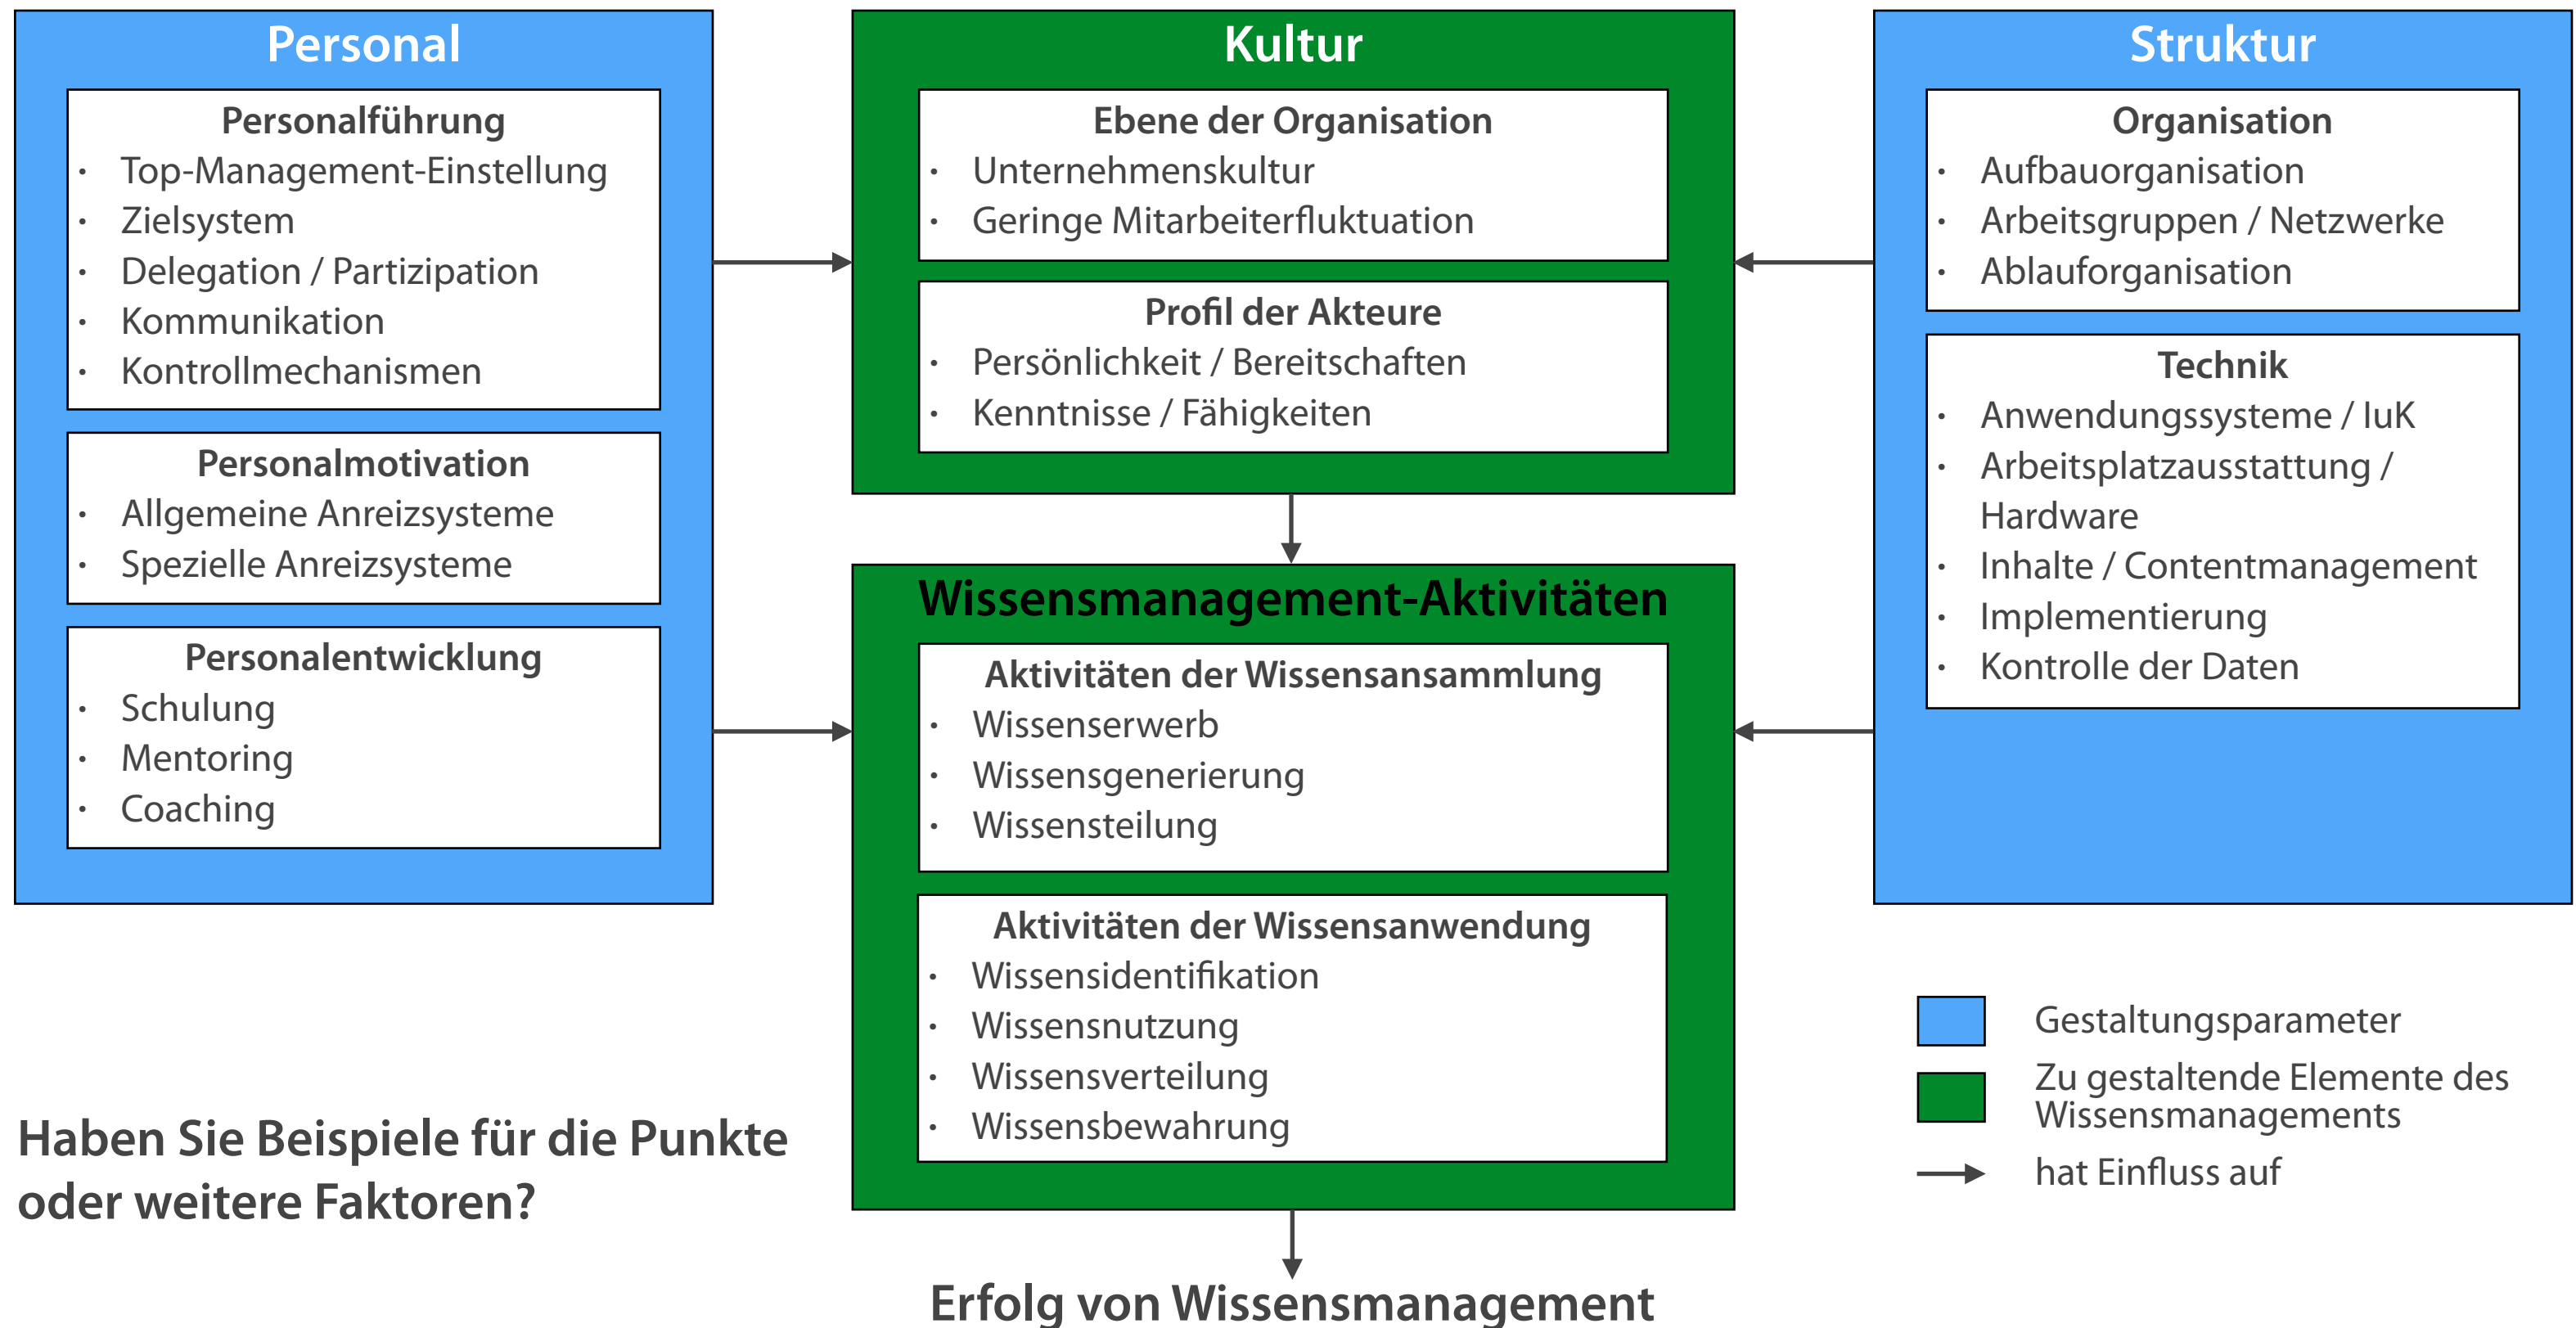 Personal
Personalführung
· Top-Management-Einstellung
· Zielsystem
· Delegation / Partizipation
· Kommunikation
· Kontrollmechanismen
Personalmotivation
· Allgemeine Anreizsysteme
· Spezielle Anreizsysteme
Personalentwicklung
· Schulung
· Mentoring
· Coaching
Kultur
Ebene der Organisation
· Unternehmenskultur
· Geringe Mitarbeiterfluktuation
Profil der Akteure
· Persönlichkeit / Bereitschaften
· Kenntnisse / Fähigkeiten
Wissensmanagement-Aktivitäten
Aktivitäten der Wissensansammlung
· Wissenserwerb
· Wissensgenerierung
· Wissensteilung
Aktivitäten der Wissensanwendung
· Wissensidentifikation
· Wissensnutzung
· Wissensverteilung
· Wissensbewahrung
Struktur
Organisation
· Aufbauorganisation
· Arbeitsgruppen / Netzwerke
· Ablauforganisation
Technik
· Anwendungssysteme / IuK
· Arbeitsplatzausstattung /
Hardware
· Inhalte / Contentmanagement
· Implementierung
· Kontrolle der Daten
Gestaltungsparameter
Zu gestaltende Elemente des
Wissensmanagements
hat Einfluss auf
Haben Sie Beispiele für die Punkte
oder weitere Faktoren?
Erfolg von Wissensmanagement